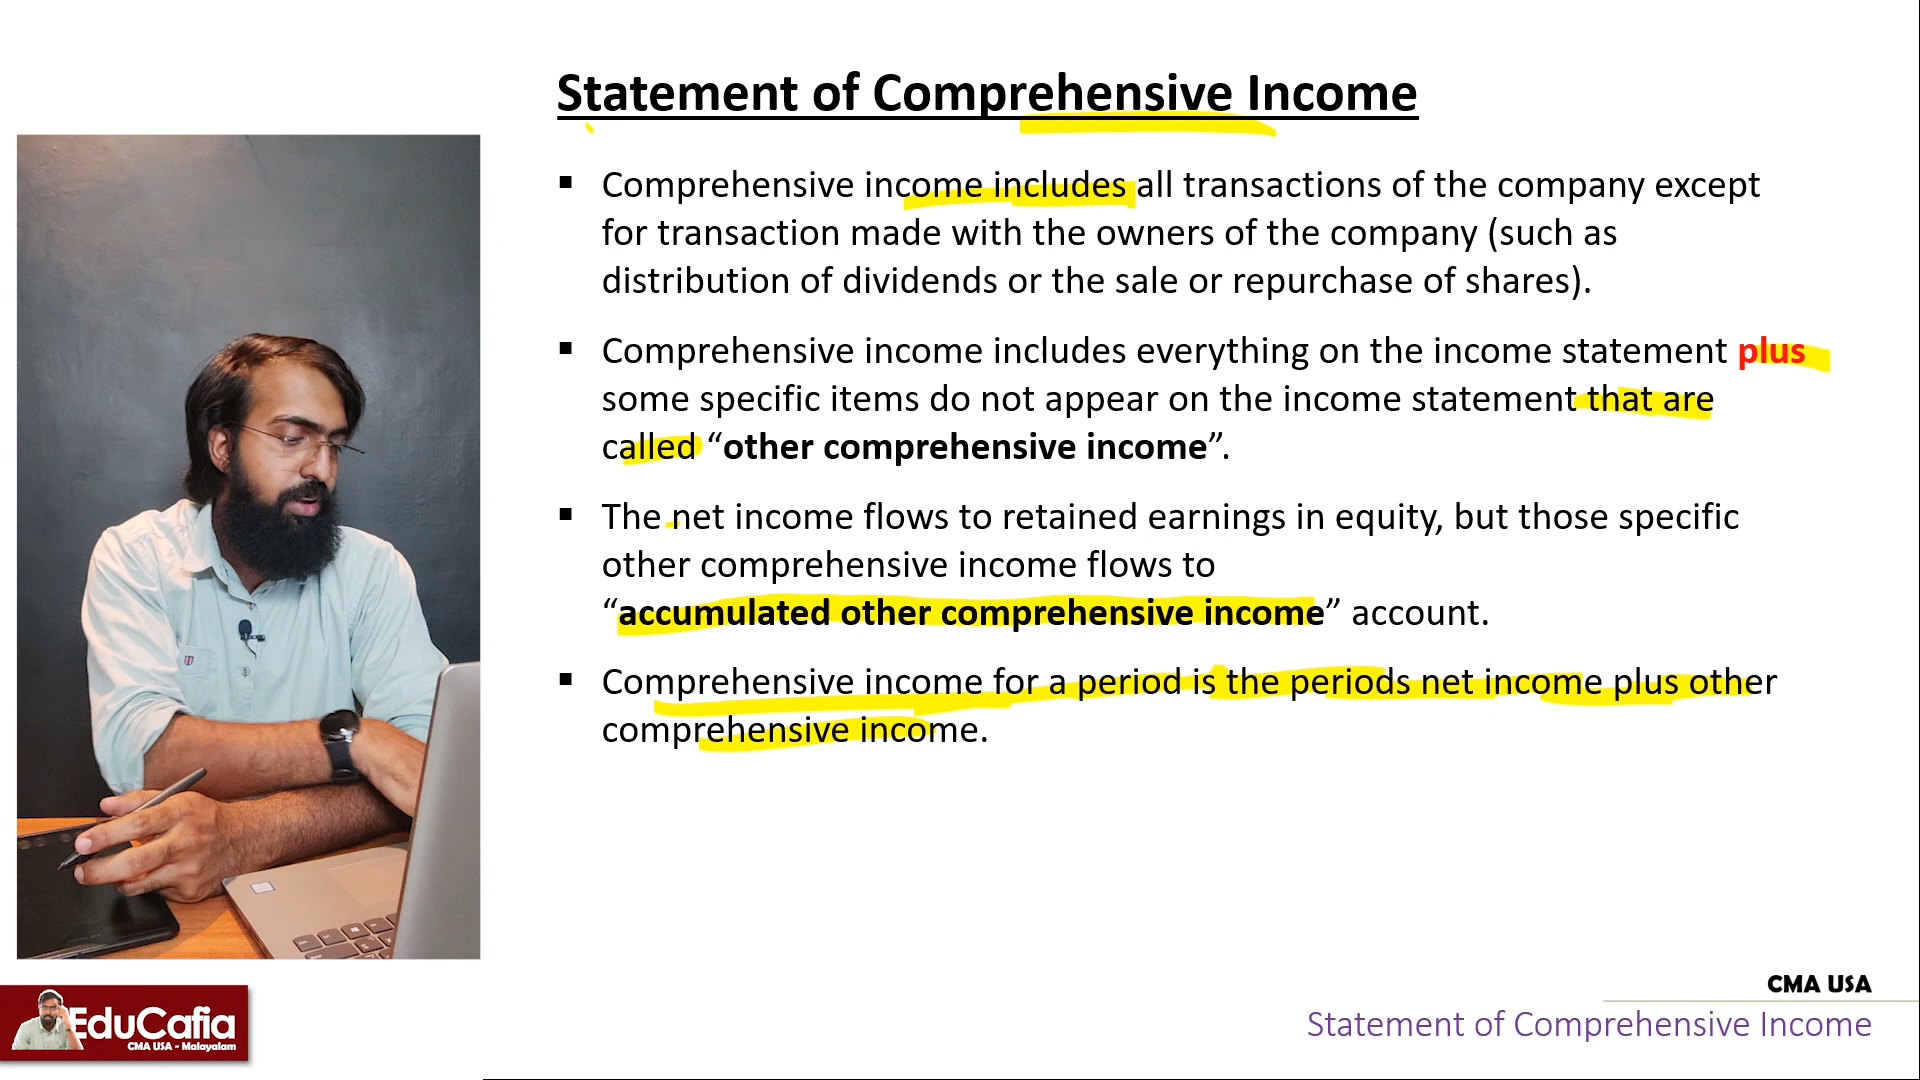 Statement of Comprehensive Income
▪ Comprehensive income includes all transactions of the company except
for transaction made with the owners of the company (such as
distribution of dividends or the sale or repurchase of shares).
▪ Comprehensive income includes everything on the income statement plus
some specific items do not appear on the income statement that are
called “other comprehensive income”.
▪ The net income flows to retained earnings in equity, but those specific
other comprehensive income flows to
“accumulated other comprehensive income” account.
▪ Comprehensive income for a period is the periods net income plus other
comprehensive income.
EduCafia
CMA USA - Malayalam
CMA USA
Statement of Comprehensive Income